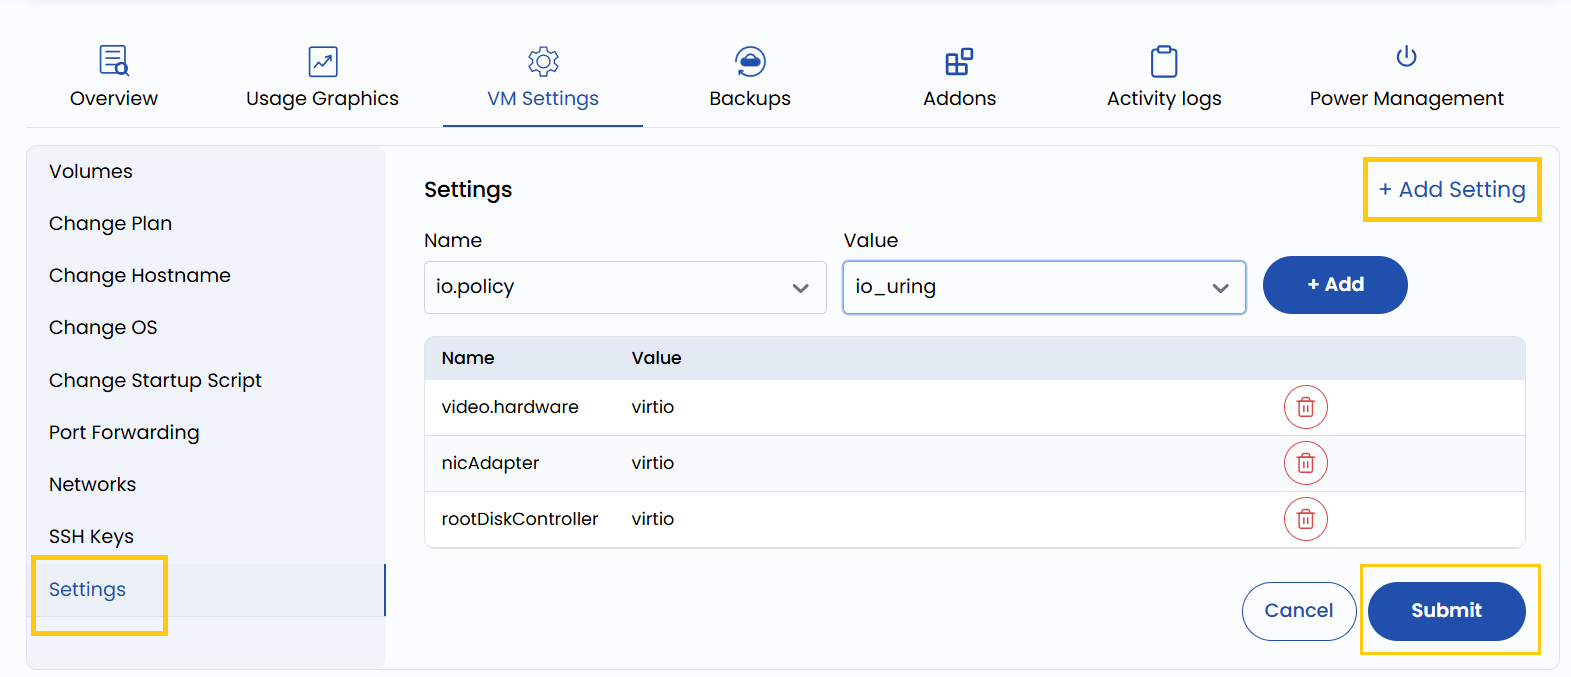 Overview
Usage Graphics
VM Settings
Backups
Addons
Activity logs
Power Management
Volumes
Change Plan
Change Hostname
Change OS
Change Startup Script
Port Forwarding
Networks
SSH Keys
Settings
Settings
+ Add Setting
Name
Value
io.policy
io_uring
+ Add
Name Value
video.hardware virtio
nicAdapter virtio
rootDiskController virtio
Cancel
Submit